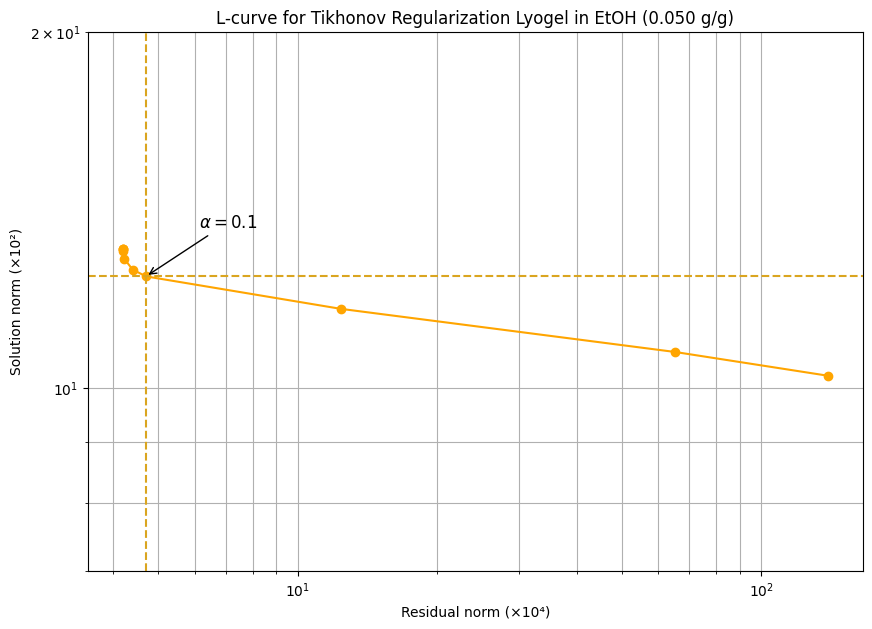 L-curve for Tikhonov Regularization Lyogel in EtOH (0.050 g/g)
2 × 10¹
α = 0.1
Solution norm (×10²)
10¹
10¹
10²
Residual norm (×10⁴)